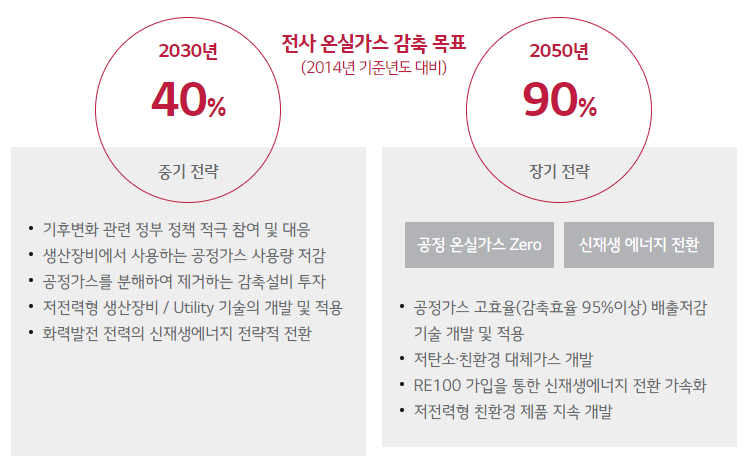 전사 온실가스 감축 목표
(2014년 기준년도 대비)
2030년
40%
중기 전략
• 기후변화 관련 정부 정책 적극 참여 및 대응
• 생산장비에서 사용하는 공정가스 사용량 저감
• 공정가스를 분해하여 제거하는 감축설비 투자
• 저전력형 생산장비 / Utility 기술의 개발 및 적용
• 화력발전 전력의 신재생에너지 전략적 전환
2050년
90%
장기 전략
공정 온실가스 Zero
신재생 에너지 전환
• 공정가스 고효율(감축효율 95%이상) 배출저감
기술 개발 및 적용
• 저탄소·친환경 대체가스 개발
• RE100 가입을 통한 신재생에너지 전환 가속화
• 저전력형 친환경 제품 지속 개발